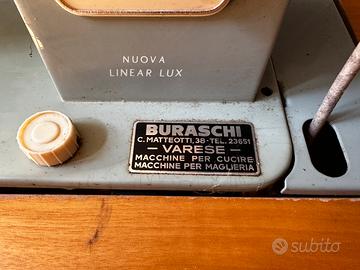 NUOVA
LINEAR LUX
BURASCHI
C. MATTEOTTI, 38 - TEL. 23651
- VARESE -
MACCHINE PER CUCIRE
MACCHINE PER MAGLIERIA
subito